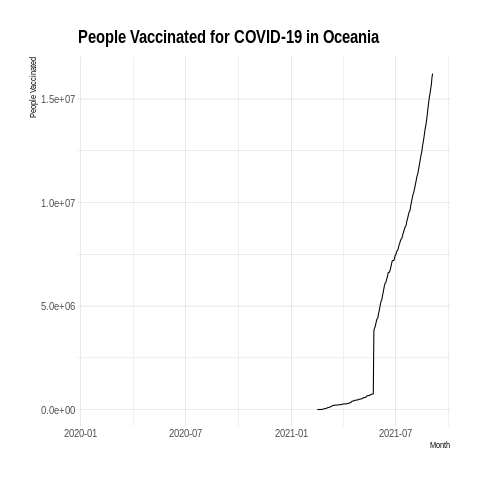 People Vaccinated for COVID-19 in Oceania
People Vaccinated
1.5e+07
1.0e+07
5.0e+06
0.0e+00
2020-01
2020-07
2021-01
2021-07
Month